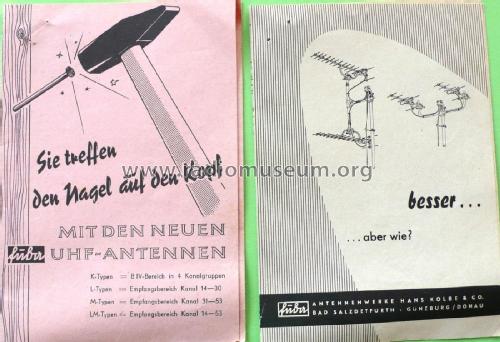 Sie treffen
den Nagel auf den Kopf
MIT DEN NEUEN
fuba UHF-ANTENNEN
K-Typen = B IV-Bereich in 4 Kanalgruppen
L-Typen = Empfangsbereich Kanal 14—30
M-Typen = Empfangsbereich Kanal 31—53
LM-Typen = Empfangsbereich Kanal 14—53
www.radiomuseum.org
besser...
...aber wie?
fuba ANTENNENWERKE HANS KOLBE & CO.
BAD SALZDETFURTH · GÜNZBURG/DONAU